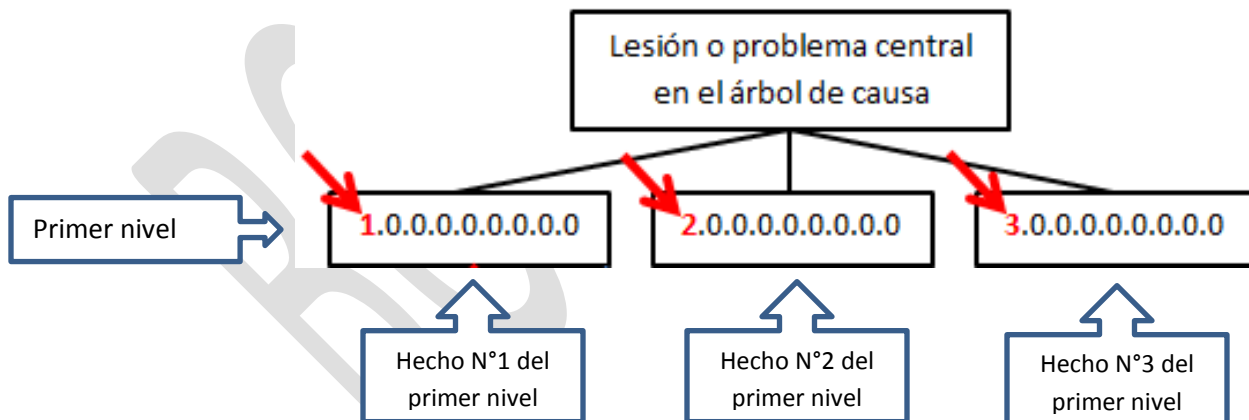 Lesión o problema central
en el árbol de causa
Primer nivel
1.0.0.0.0.0.0.0.0
2.0.0.0.0.0.0.0.0
3.0.0.0.0.0.0.0.0
Hecho N°1 del
primer nivel
Hecho N°2 del
primer nivel
Hecho N°3 del
primer nivel